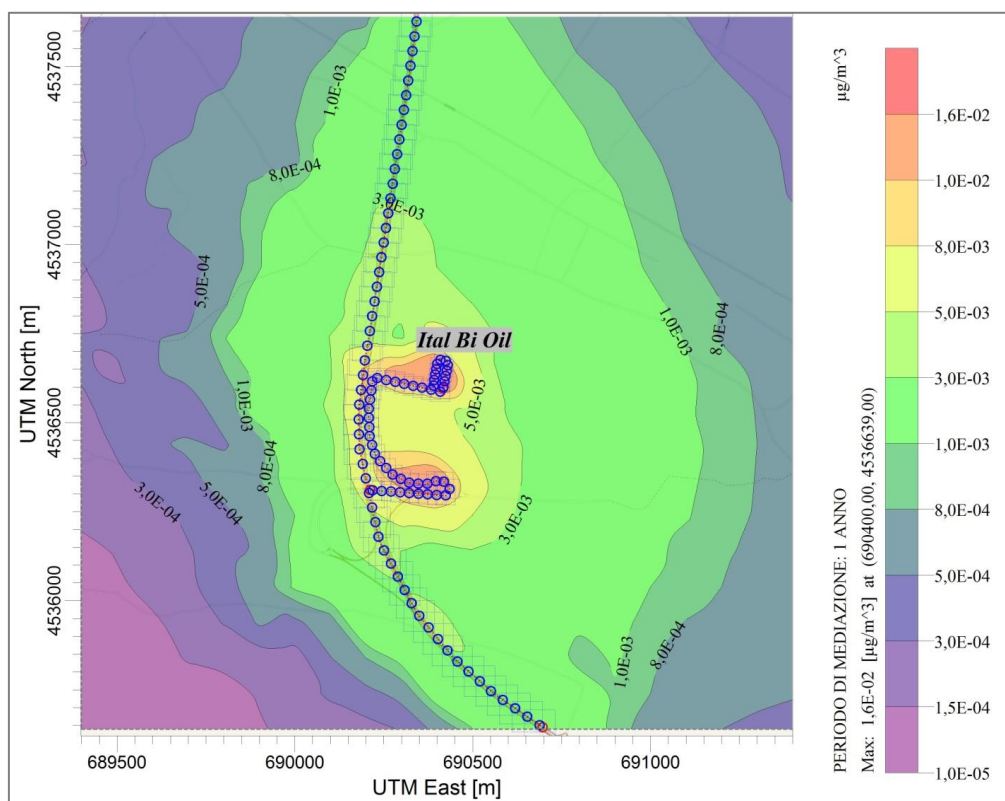 4537500
4537000
4536500
4536000
UTM North [m]
689500
690000
690500
691000
UTM East [m]
1,0E-03
8,0E-04
3,0E-03
5,0E-04
Ital Bi Oil
1,0E-03
8,0E-04
5,0E-03
1,0E-03
8,0E-04
5,0E-04
3,0E-04
3,0E-03
1,0E-03
8,0E-04
µg/m^3
1,6E-02
1,0E-02
8,0E-03
5,0E-03
3,0E-03
1,0E-03
8,0E-04
5,0E-04
3,0E-04
1,5E-04
1,0E-05
PERIODO DI MEDIAZIONE: 1 ANNO
Max: 1,6E-02 [µg/m^3] at (690400,00, 4536639,00)